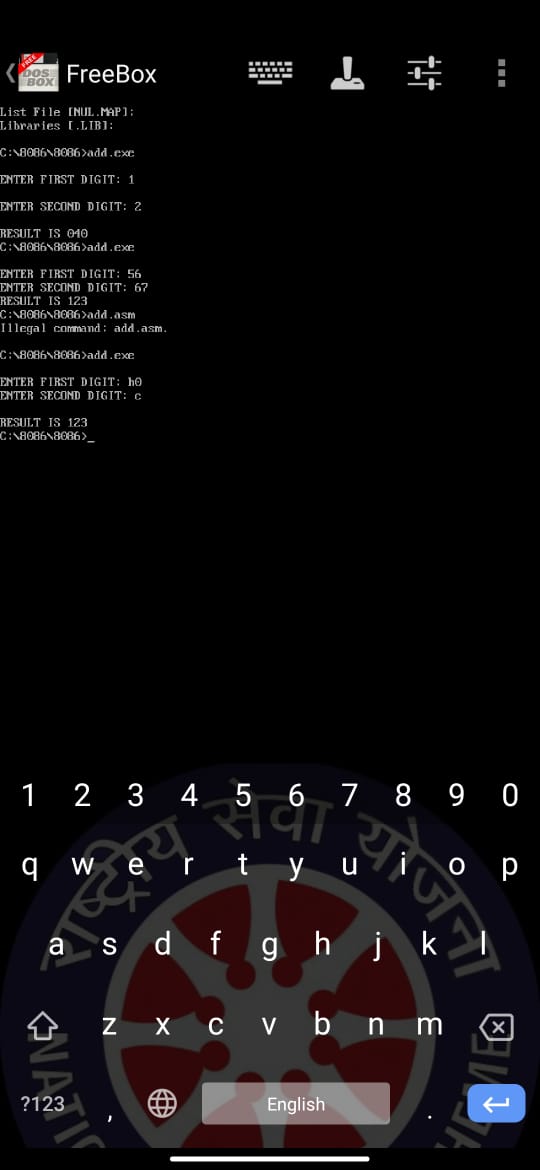 FREE
DOS
BOX
FreeBox
List File [NUL.MAP]:
Libraries [.LIB]:
C:\8086\8086>add.exe
ENTER FIRST DIGIT: 1
ENTER SECOND DIGIT: 2
RESULT IS 040
C:\8086\8086>add.exe
ENTER FIRST DIGIT: 56
ENTER SECOND DIGIT: 67
RESULT IS 123
C:\8086\8086>add.asm
Illegal command: add.asm.
C:\8086\8086>add.exe
ENTER FIRST DIGIT: h0
ENTER SECOND DIGIT: c
RESULT IS 123
C:\8086\8086>_
1 2 3 4 5 6 7 8 9 0
q w e r t y u i o p
राष्ट्रीय सेवा योजना
a s d f g h j k l
z x c v b n m
?123 , English .